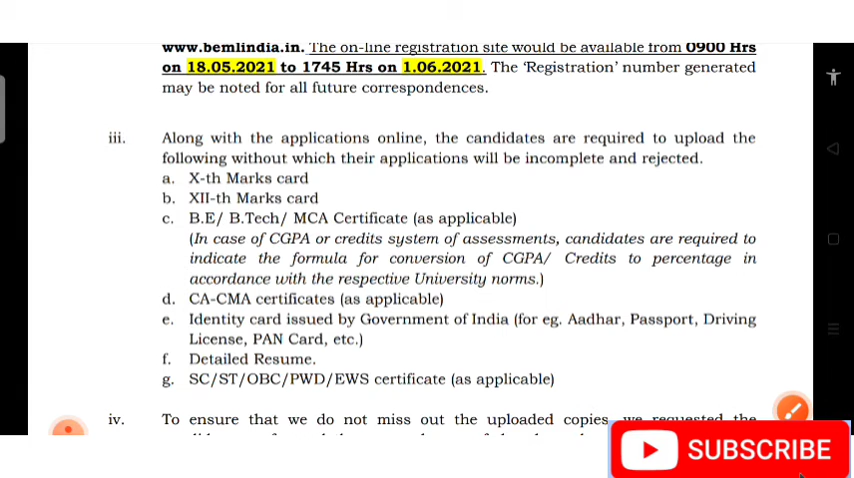 www.bemlindia.in. The on-line registration site would be available from 0900 Hrs
on 18.05.2021 to 1745 Hrs on 1.06.2021. The ‘Registration’ number generated
may be noted for all future correspondences.
iii. Along with the applications online, the candidates are required to upload the
following without which their applications will be incomplete and rejected.
a. X-th Marks card
b. XII-th Marks card
c. B.E/ B.Tech/ MCA Certificate (as applicable)
(In case of CGPA or credits system of assessments, candidates are required to
indicate the formula for conversion of CGPA/ Credits to percentage in
accordance with the respective University norms.)
d. CA-CMA certificates (as applicable)
e. Identity card issued by Government of India (for eg. Aadhar, Passport, Driving
License, PAN Card, etc.)
f. Detailed Resume.
g. SC/ST/OBC/PWD/EWS certificate (as applicable)
iv. To ensure that we do not miss out the uploaded copies, we requested the
SUBSCRIBE